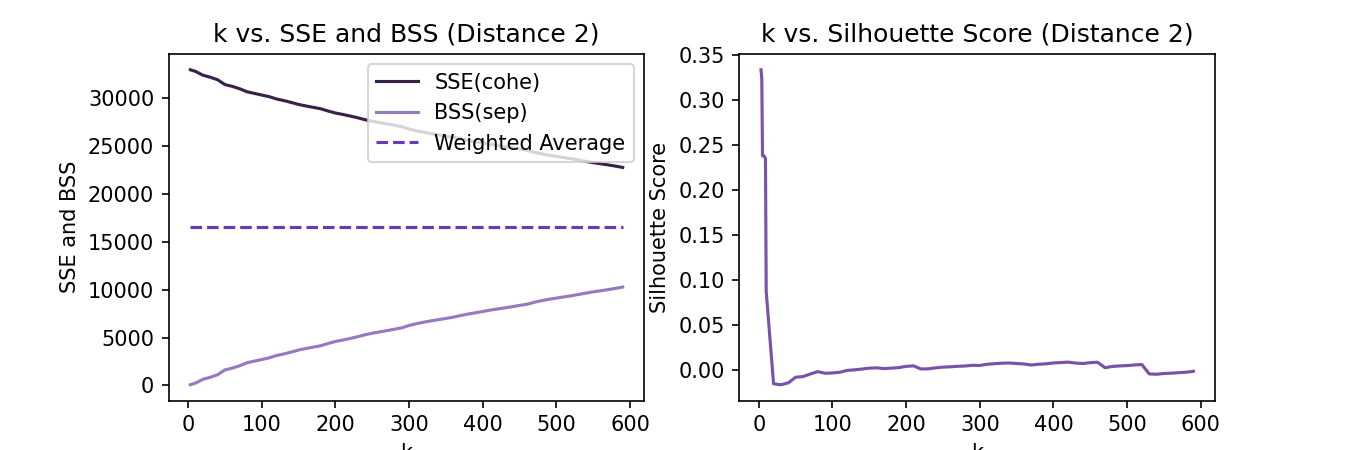 k vs. SSE and BSS (Distance 2)
SSE and BSS
30000
25000
20000
15000
10000
5000
0
SSE(cohe)
BSS(sep)
Weighted Average
0 100 200 300 400 500 600
k
k vs. Silhouette Score (Distance 2)
Silhouette Score
0.35
0.30
0.25
0.20
0.15
0.10
0.05
0.00
0 100 200 300 400 500 600
k